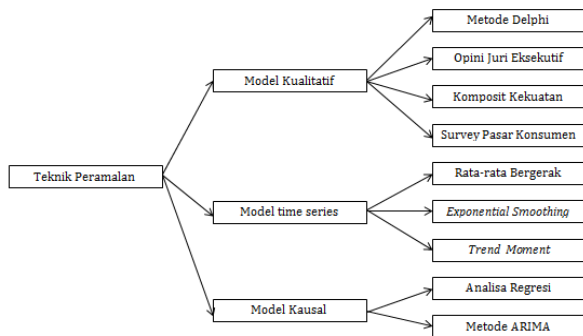 Teknik Peramalan
Model Kualitatif
Metode Delphi
Opini Juri Eksekutif
Komposit Kekuatan
Survey Pasar Konsumen
Model time series
Rata-rata Bergerak
Exponential Smoothing
Trend Moment
Model Kausal
Analisa Regresi
Metode ARIMA